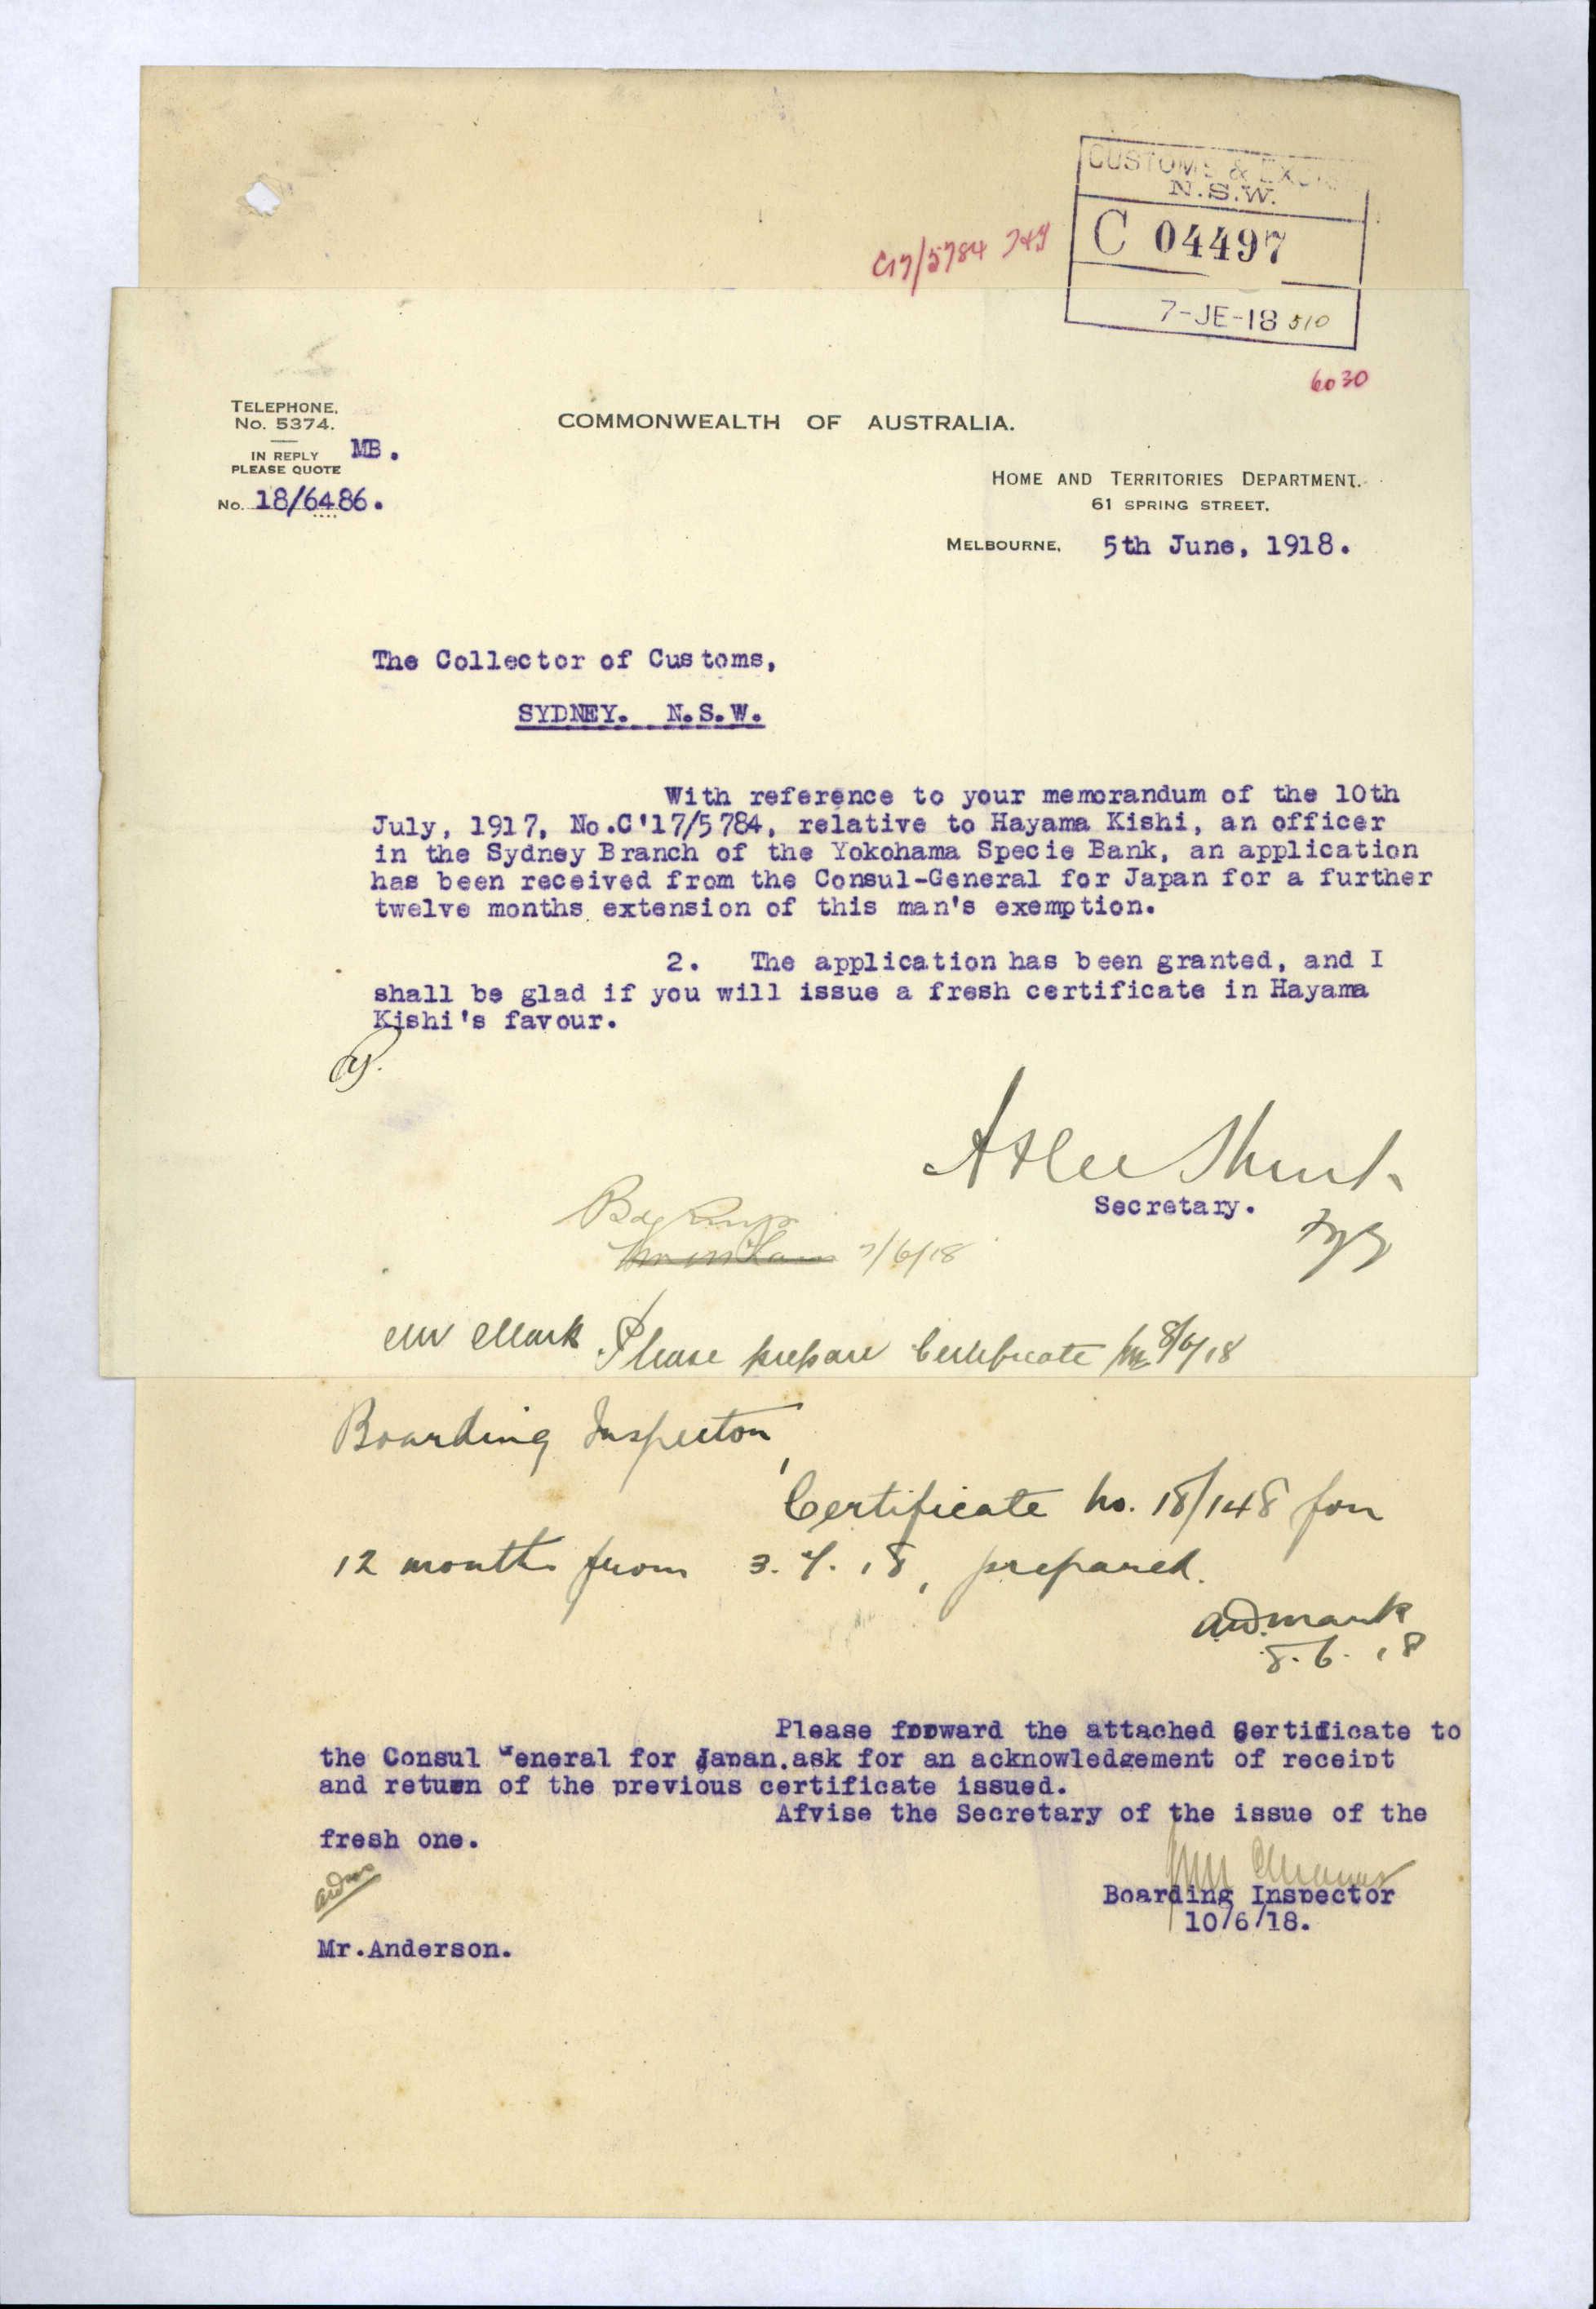 CUSTOMS & EXCISE
N.S.W.
C 04497
7-JE-18 510
C17/5784
6030
TELEPHONE,
No. 5374.
COMMONWEALTH OF AUSTRALIA.
IN REPLY MB.
PLEASE QUOTE
No. 18/6486.
HOME AND TERRITORIES DEPARTMENT.
61 SPRING STREET,
MELBOURNE, 5th June, 1918.
The Collector of Customs,
SYDNEY. N.S.W.
With reference to your memorandum of the 10th
July, 1917, No.C'17/5784, relative to Hayama Kishi, an officer
in the Sydney Branch of the Yokohama Specie Bank, an application
has been received from the Consul-General for Japan for a further
twelve months extension of this man's exemption.
2. The application has been granted, and I
shall be glad if you will issue a fresh certificate in Hayama
Kishi's favour.
Atlee Hunt
Secretary.
Bdg Insp
7/6/18
Mr Mark Please prepare Certificate 8/6/18
Boarding Inspector,
Certificate No. 18/148 for
12 months from 3.7.18, prepared.
A.W.Mark
8.6.18
Please forward the attached Certificate to
the Consul General for Japan.ask for an acknowledgement of receipt
and return of the previous certificate issued.
Afvise the Secretary of the issue of the
fresh one.
Boarding Inspector
10/6/18.
Mr.Anderson.